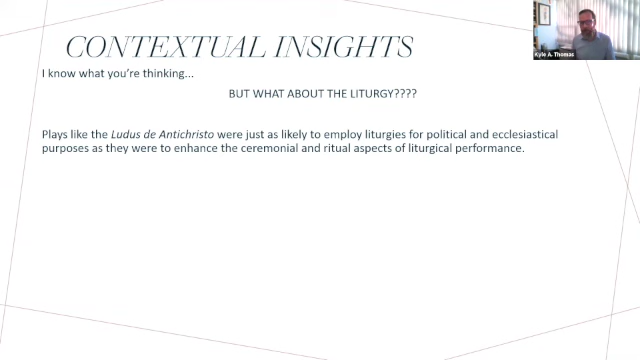 CONTEXTUAL INSIGHTS
I know what you're thinking...
BUT WHAT ABOUT THE LITURGY????
Plays like the Ludus de Antichristo were just as likely to employ liturgies for political and ecclesiastical
purposes as they were to enhance the ceremonial and ritual aspects of liturgical performance.
Kyle A. Thomas